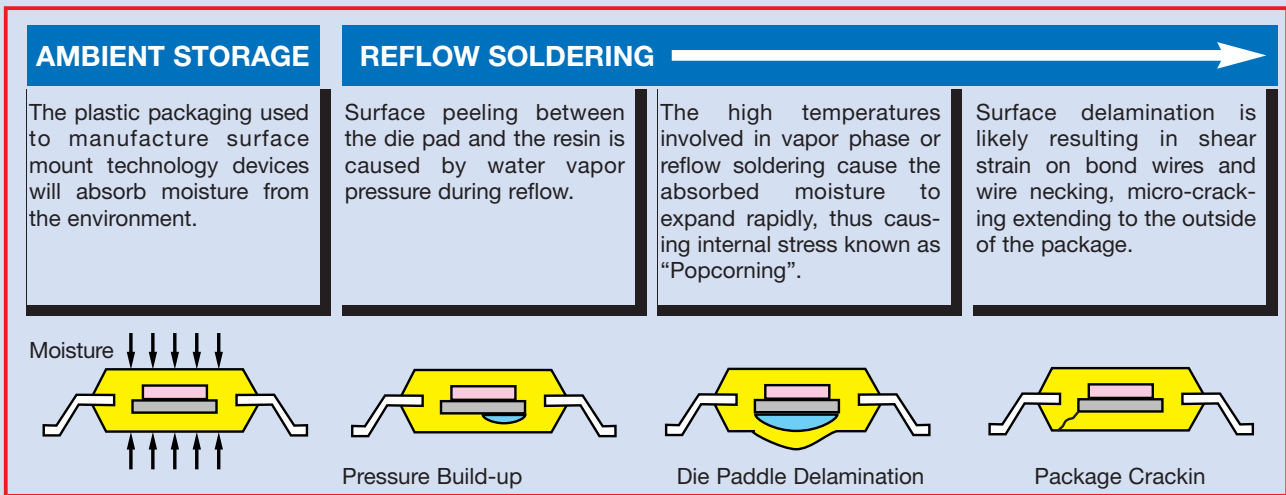 AMBIENT STORAGE
REFLOW SOLDERING
The plastic packaging used
to manufacture surface
mount technology devices
will absorb moisture from
the environment.
Surface peeling between
the die pad and the resin is
caused by water vapor
pressure during reflow.
The high temperatures
involved in vapor phase or
reflow soldering cause the
absorbed moisture to
expand rapidly, thus caus-
ing internal stress known as
“Popcorning”.
Surface delamination is
likely resulting in shear
strain on bond wires and
wire necking, micro-crack-
ing extending to the outside
of the package.
Moisture
Pressure Build-up
Die Paddle Delamination
Package Crackin